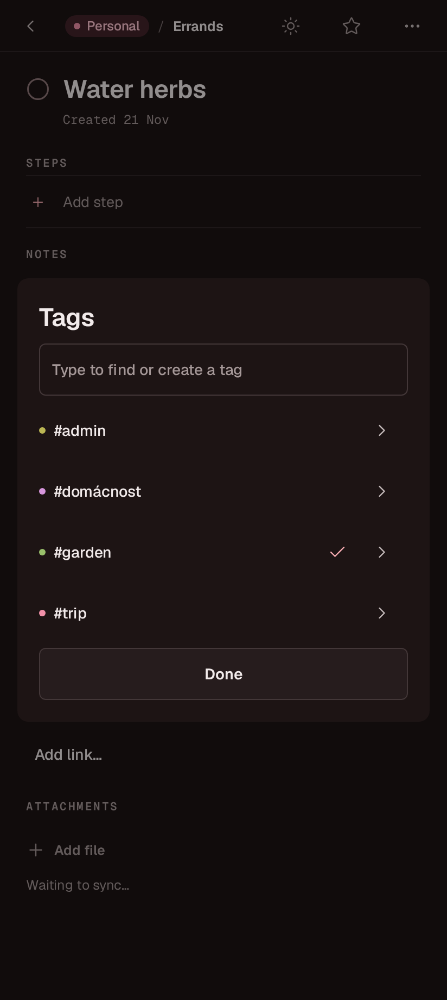 Personal / Errands
Water herbs
Created 21 Nov
STEPS
+ Add step
NOTES
Tags
Type to find or create a tag
#admin
#domácnost
#garden
#trip
Done
Add link…
ATTACHMENTS
+ Add file
Waiting to sync…